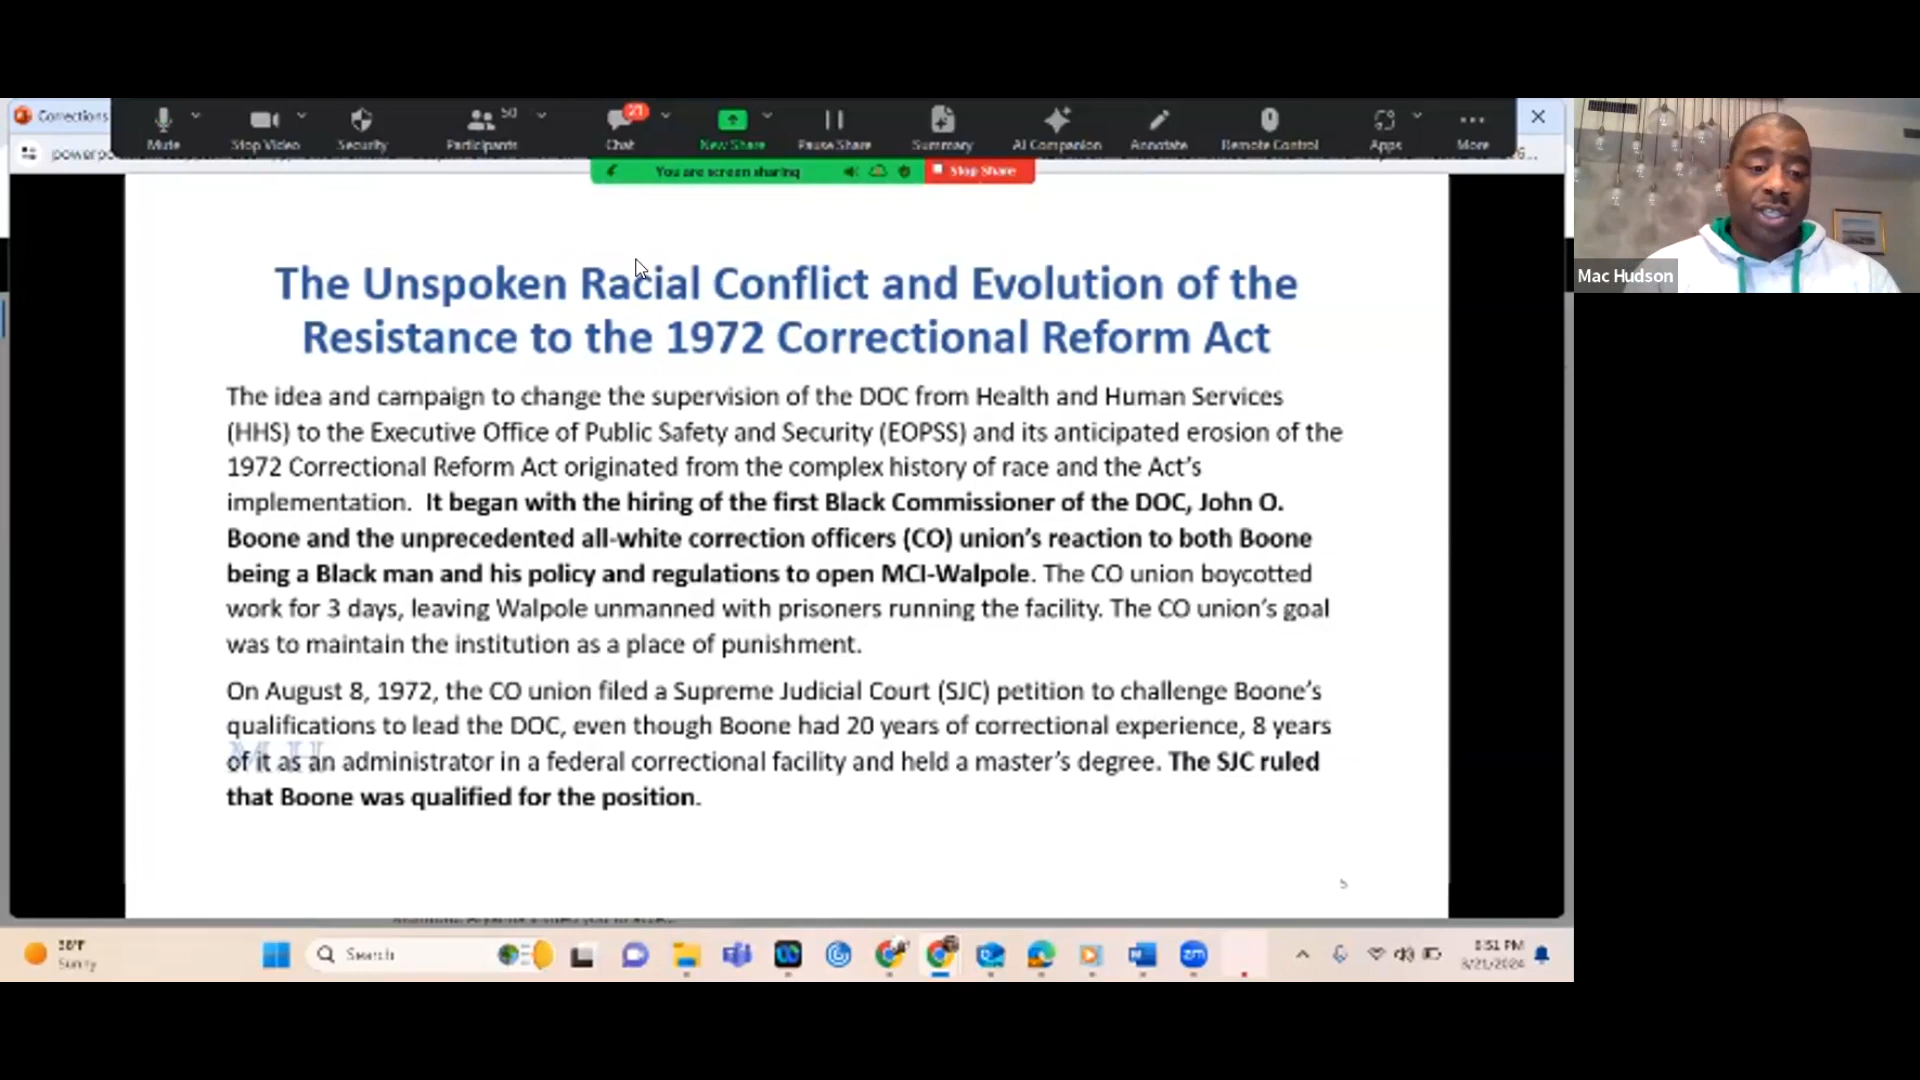 Corrections
Mute
Stop Video
Security
50
Participants
21
Chat
New Share
Pause Share
Summary
AI Companion
Annotate
Remote Control
Apps
More
You are screen sharing
Stop Share
Mac Hudson
The Unspoken Racial Conflict and Evolution of the
Resistance to the 1972 Correctional Reform Act
The idea and campaign to change the supervision of the DOC from Health and Human Services
(HHS) to the Executive Office of Public Safety and Security (EOPSS) and its anticipated erosion of the
1972 Correctional Reform Act originated from the complex history of race and the Act's
implementation. It began with the hiring of the first Black Commissioner of the DOC, John O.
Boone and the unprecedented all-white correction officers (CO) union's reaction to both Boone
being a Black man and his policy and regulations to open MCI-Walpole. The CO union boycotted
work for 3 days, leaving Walpole unmanned with prisoners running the facility. The CO union's goal
was to maintain the institution as a place of punishment.
On August 8, 1972, the CO union filed a Supreme Judicial Court (SJC) petition to challenge Boone's
qualifications to lead the DOC, even though Boone had 20 years of correctional experience, 8 years
of it as an administrator in a federal correctional facility and held a master's degree. The SJC ruled
that Boone was qualified for the position.
5
Sunny
Search
zm
3/21/2024